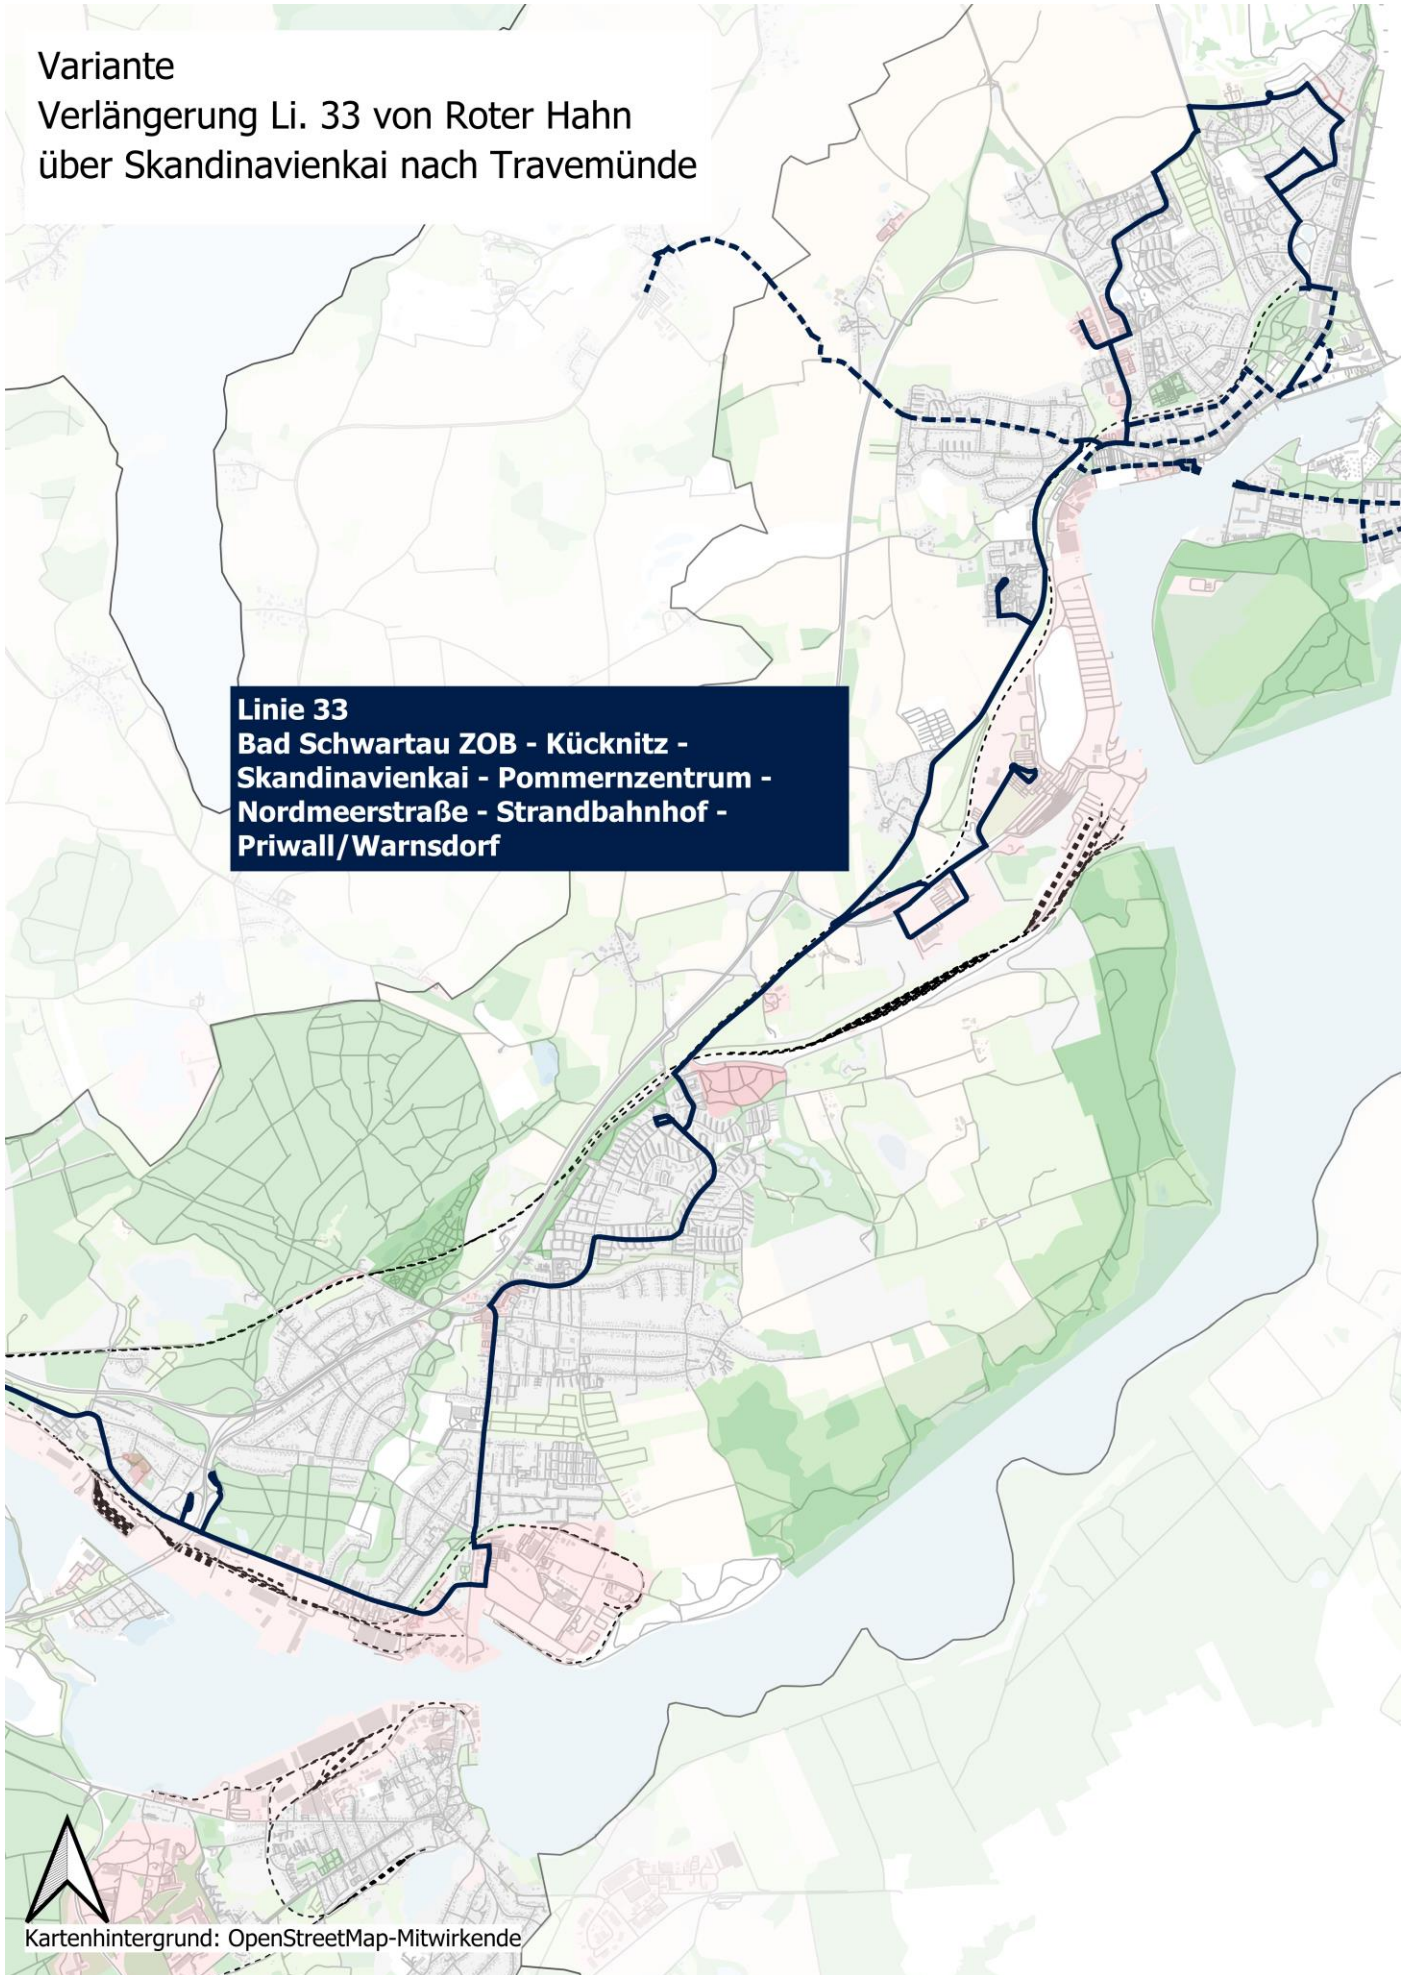 Variante
Verlängerung Li. 33 von Roter Hahn
über Skandinavienkai nach Travemünde
Linie 33
Bad Schwartau ZOB - Kücknitz -
Skandinavienkai - Pommernzentrum -
Nordmeerstraße - Strandbahnhof -
Priwall/Warnsdorf
Kartenhintergrund: OpenStreetMap-Mitwirkende